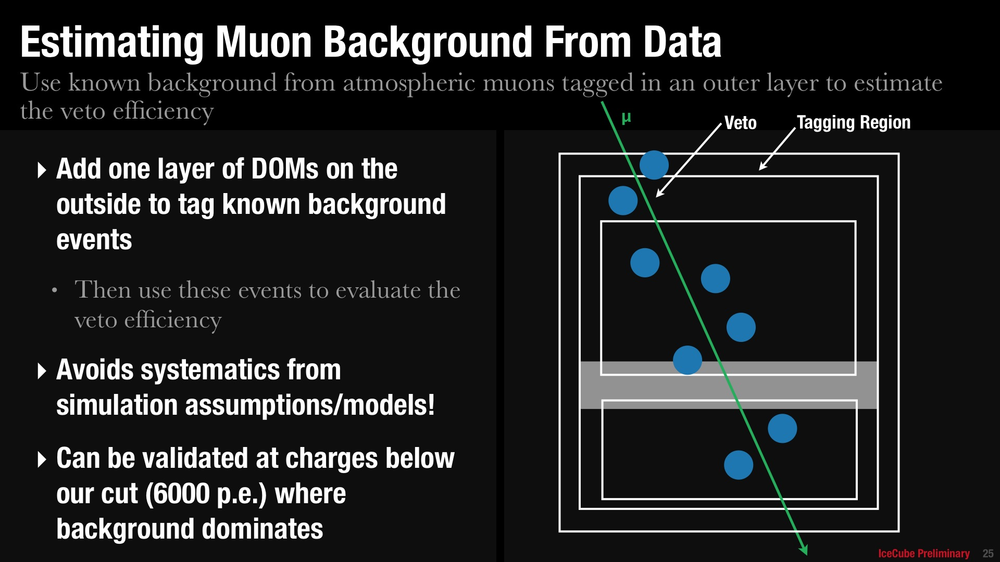 Estimating Muon Background From Data
Use known background from atmospheric muons tagged in an outer layer to estimate
the veto efficiency
μ
Veto
Tagging Region
▸ Add one layer of DOMs on the
outside to tag known background
events
• Then use these events to evaluate the
veto efficiency
▸ Avoids systematics from
simulation assumptions/models!
▸ Can be validated at charges below
our cut (6000 p.e.) where
background dominates
IceCube Preliminary 25